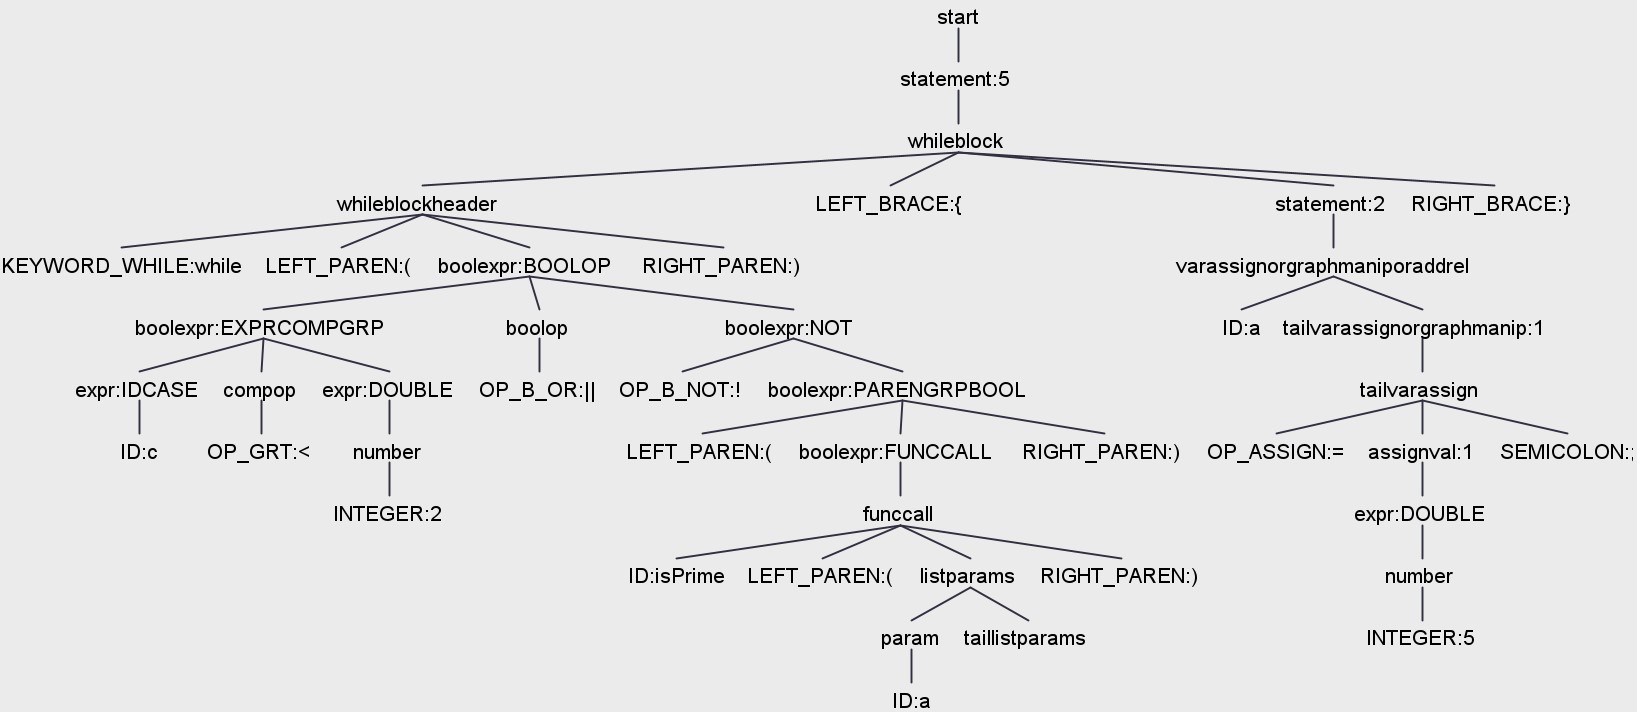 start
statement:5
whileblock
whileblockheader LEFT_BRACE:{ statement:2 RIGHT_BRACE:}
KEYWORD_WHILE:while LEFT_PAREN:( boolexpr:BOOLOP RIGHT_PAREN:) varassignorgraphmaniporaddrel
boolexpr:EXPRCOMPGRP boolop boolexpr:NOT ID:a tailvarassignorgraphmanip:1
expr:IDCASE compop expr:DOUBLE OP_B_OR:|| OP_B_NOT:! boolexpr:PARENGRPBOOL tailvarassign
ID:c OP_GRT:< number LEFT_PAREN:( boolexpr:FUNCCALL RIGHT_PAREN:) OP_ASSIGN:= assignval:1 SEMICOLON:;
INTEGER:2 funccall expr:DOUBLE
ID:isPrime LEFT_PAREN:( listparams RIGHT_PAREN:) number
param taillistparams INTEGER:5
ID:a